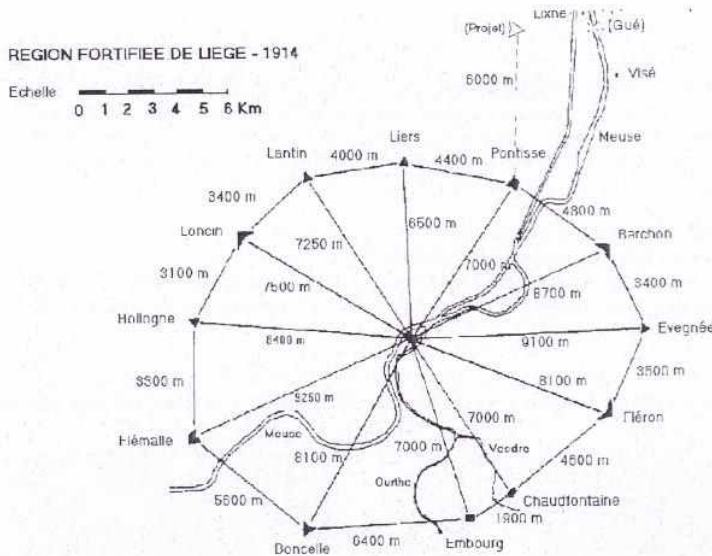 Lixne
(Projet)
(Gué)
REGION FORTIFIEE DE LIEGE - 1914
6000 m
Visé
Echelle
0 1 2 3 4 5 6 Km
Meuse
Liers
Lantin
4000 m
4400 m
Pontisse
3400 m
6500 m
4800 m
Loncin
7250 m
7000 m
Barchon
3100 m
7500 m
8700 m
3400 m
Hollogne
8400 m
9100 m
Evegnée
3500 m
9250 m
8100 m
Fléron
Flémalle
Meuse
8100 m
7000 m
7000 m
Vesdre
4600 m
Ourthe
Chaudfontaine
5600 m
1900 m
Boncelle
6400 m
Embourg